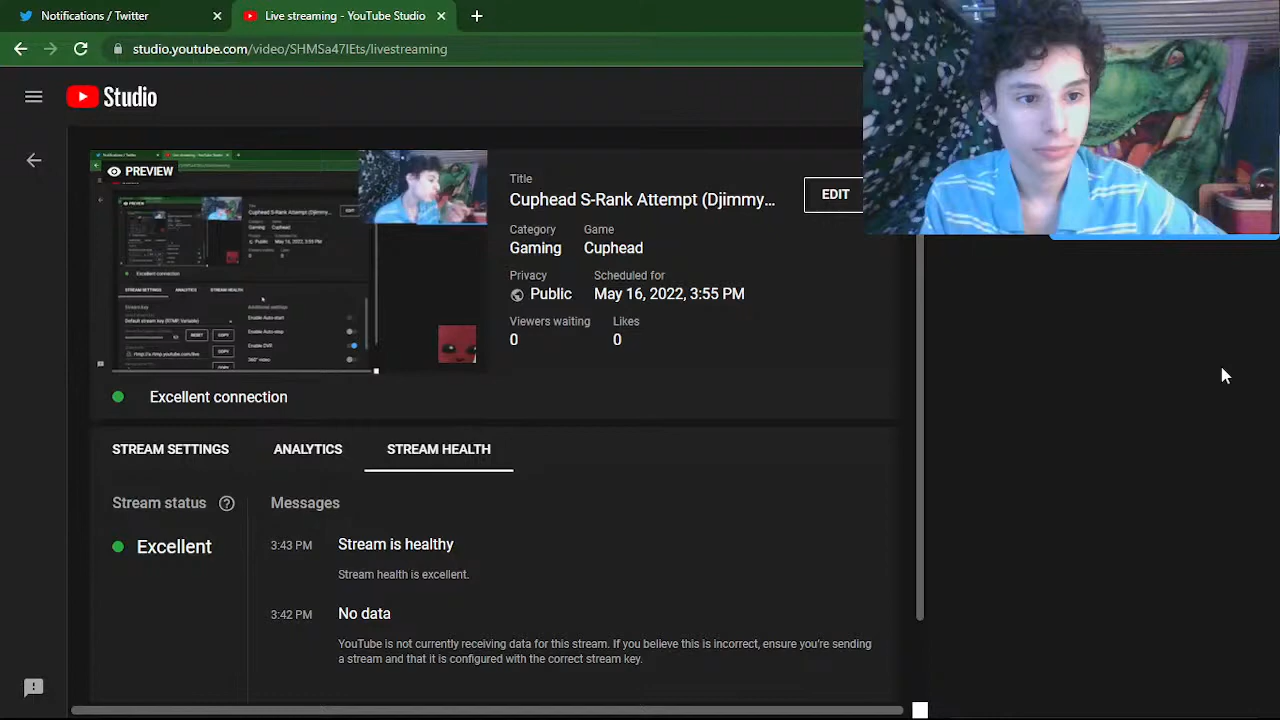 Notifications / Twitter
Live streaming - YouTube Studio
studio.youtube.com/video/SHMSa47IEts/livestreaming
Studio
PREVIEW
Title
Cuphead S-Rank Attempt (Djimmy...
EDIT
Category
Game
Gaming
Cuphead
Privacy
Scheduled for
Public
May 16, 2022, 3:55 PM
Viewers waiting
Likes
0
0
Excellent connection
STREAM SETTINGS
ANALYTICS
STREAM HEALTH
Stream status
Messages
Excellent
3:43 PM
Stream is healthy
Stream health is excellent.
3:42 PM
No data
YouTube is not currently receiving data for this stream. If you believe this is incorrect, ensure you're sending
a stream and that it is configured with the correct stream key.